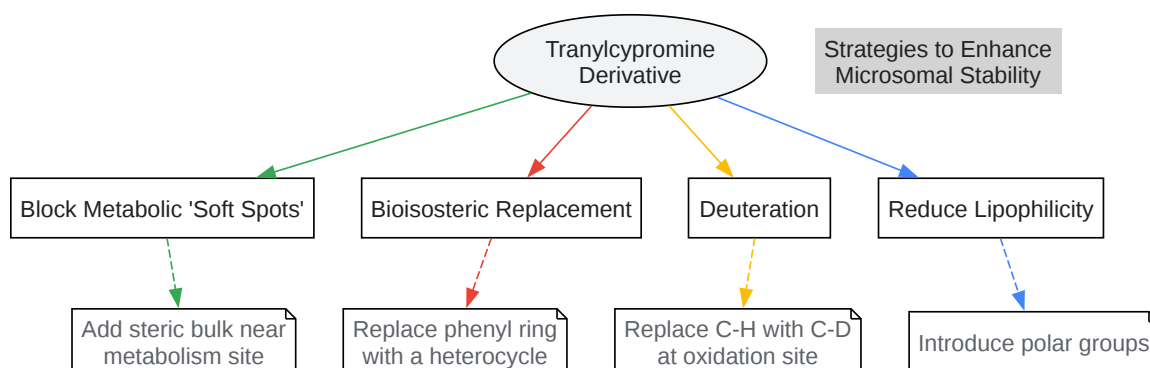 Tranylcypromine
Derivative
Strategies to Enhance
Microsomal Stability
Block Metabolic 'Soft Spots'
Bioisosteric Replacement
Deuteration
Reduce Lipophilicity
Add steric bulk near
metabolism site
Replace phenyl ring
with a heterocycle
Replace C-H with C-D
at oxidation site
Introduce polar groups